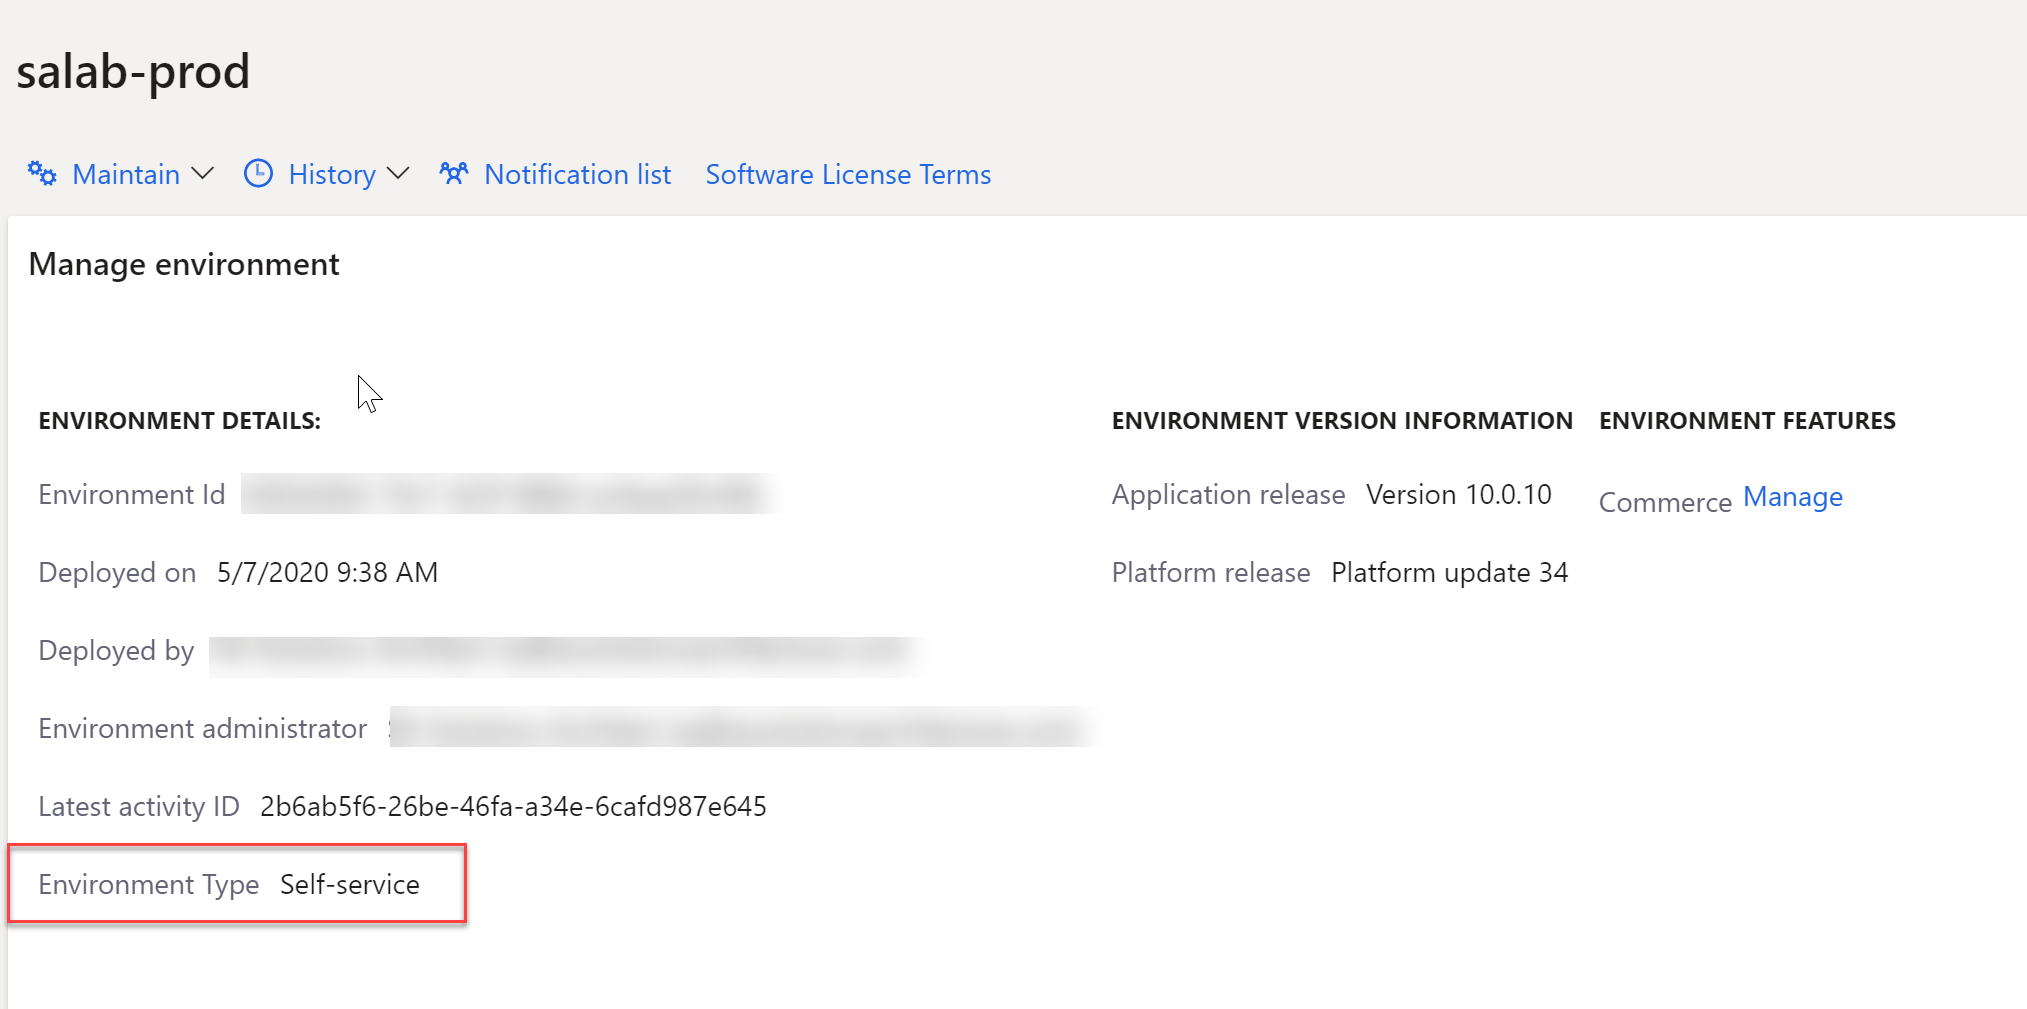 salab-prod
Maintain History Notification list Software License Terms
Manage environment
ENVIRONMENT DETAILS:
Environment Id
Deployed on 5/7/2020 9:38 AM
Deployed by
Environment administrator
Latest activity ID 2b6ab5f6-26be-46fa-a34e-6cafd987e645
Environment Type Self-service
ENVIRONMENT VERSION INFORMATION
Application release Version 10.0.10
Platform release Platform update 34
ENVIRONMENT FEATURES
Commerce Manage